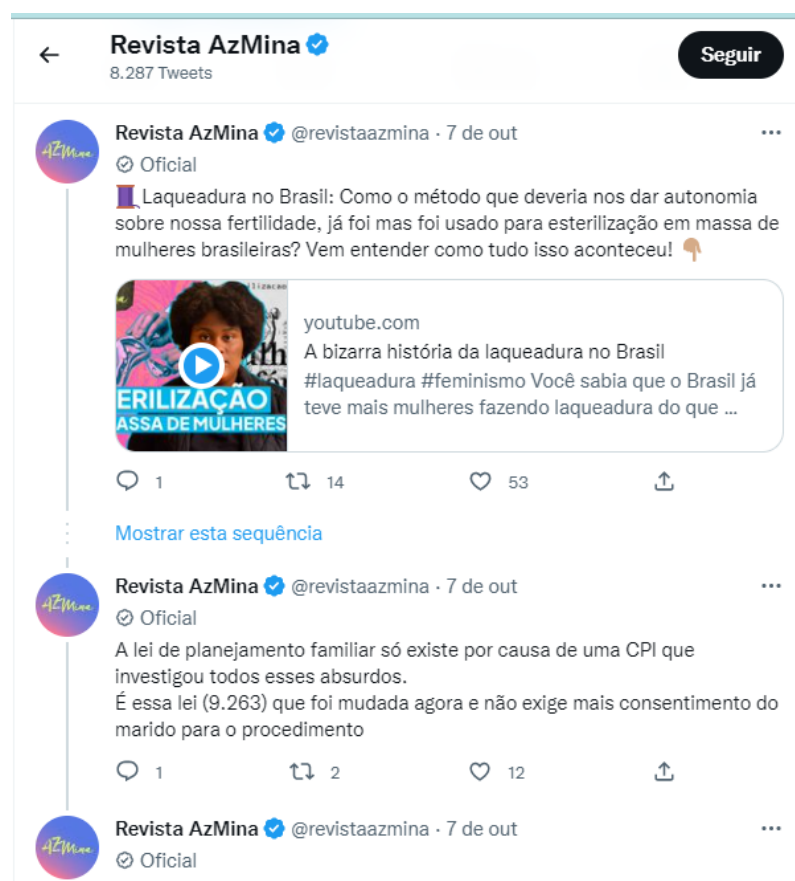 Revista AzMina
8.287 Tweets
Seguir
AZMina
Revista AzMina @revistaazmina · 7 de out
Oficial
Laqueadura no Brasil: Como o método que deveria nos dar autonomia
sobre nossa fertilidade, já foi mas foi usado para esterilização em massa de
mulheres brasileiras? Vem entender como tudo isso aconteceu!
ERILIZAÇÃO
ASSA DE MULHERES
youtube.com
A bizarra história da laqueadura no Brasil
#laqueadura #feminismo Você sabia que o Brasil já
teve mais mulheres fazendo laqueadura do que ...
1 14 53
Mostrar esta sequência
AZMina
Revista AzMina @revistaazmina · 7 de out
Oficial
A lei de planejamento familiar só existe por causa de uma CPI que
investigou todos esses absurdos.
É essa lei (9.263) que foi mudada agora e não exige mais consentimento do
marido para o procedimento
1 2 12
AZMina
Revista AzMina @revistaazmina · 7 de out
Oficial